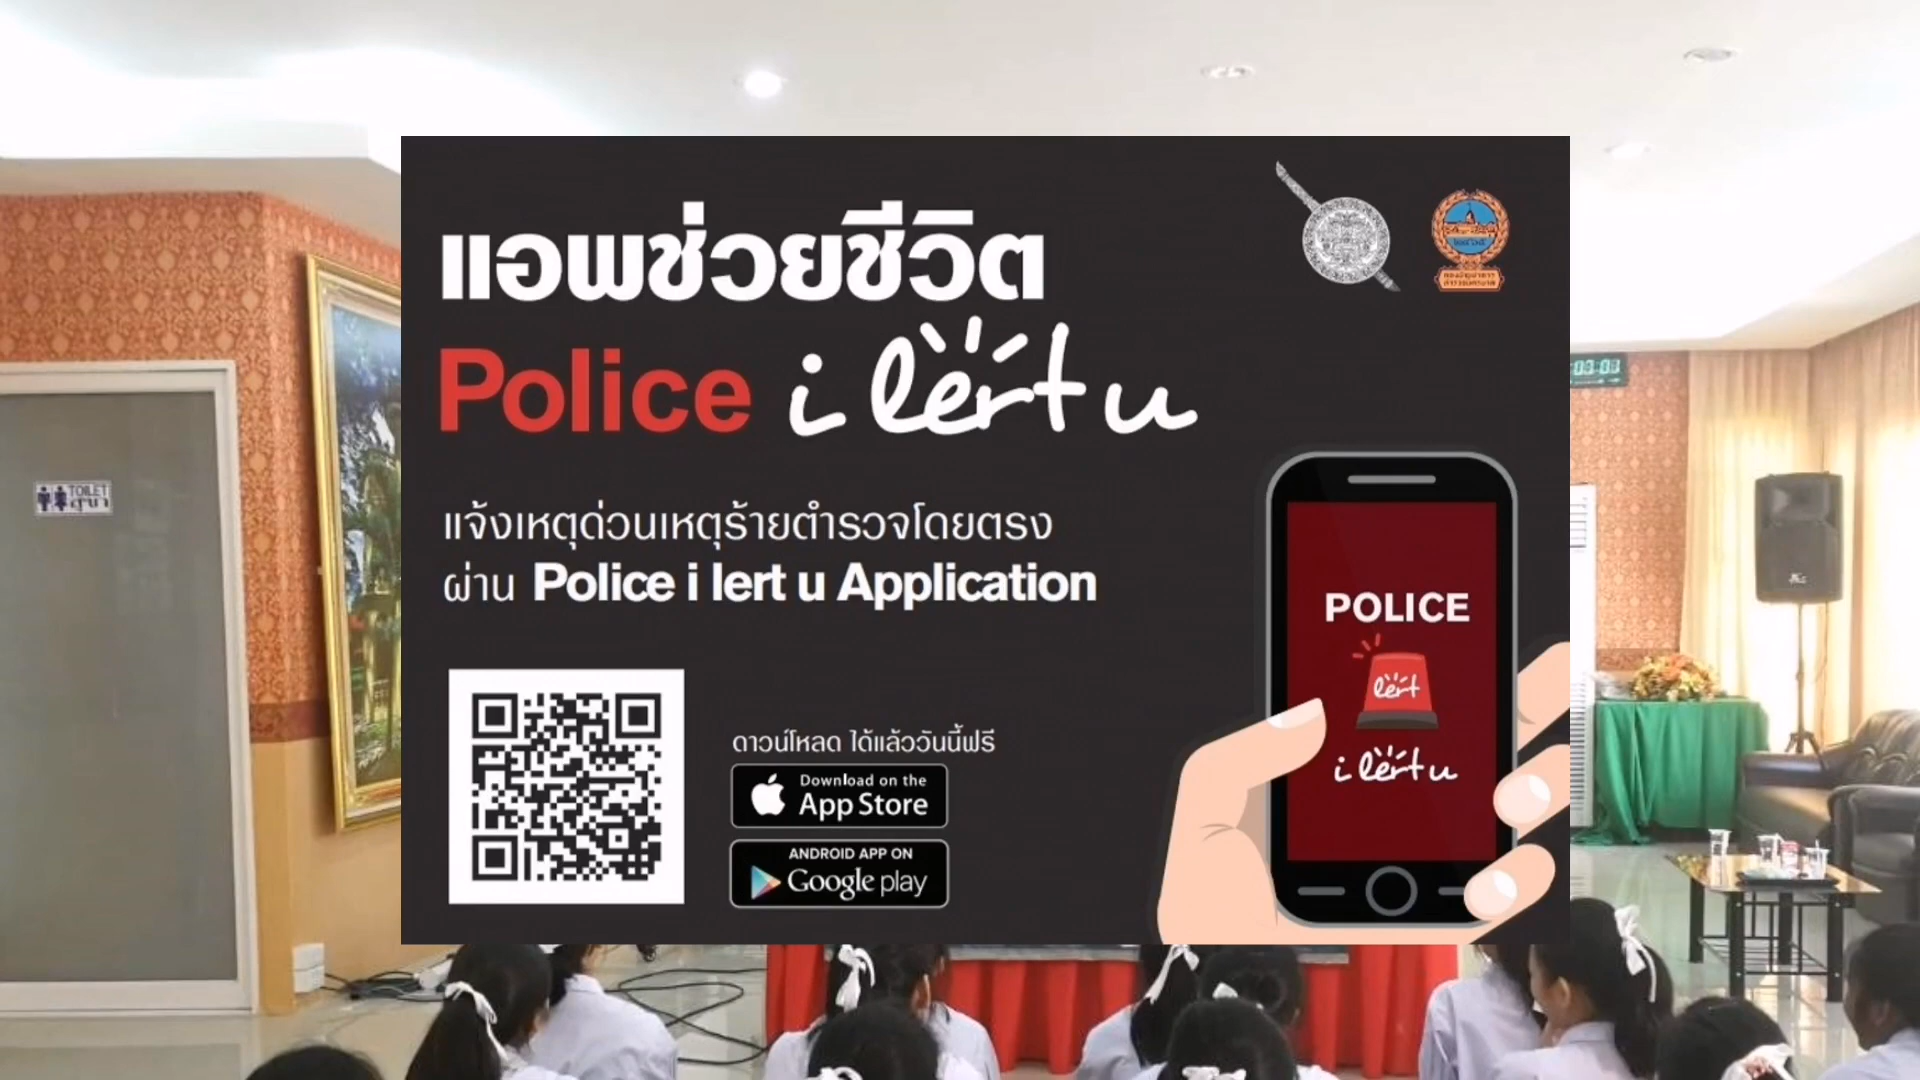 แอพช่วยชีวิต
Police i lert u
แจ้งเหตุด่วนเหตุร้ายตำรวจโดยตรง
ผ่าน Police i lert u Application
ดาวน์โหลด ได้แล้ววันนี้ฟรี
Download on the
App Store
ANDROID APP ON
Google play
POLICE
lert
i lert u
TOILET
สุขา